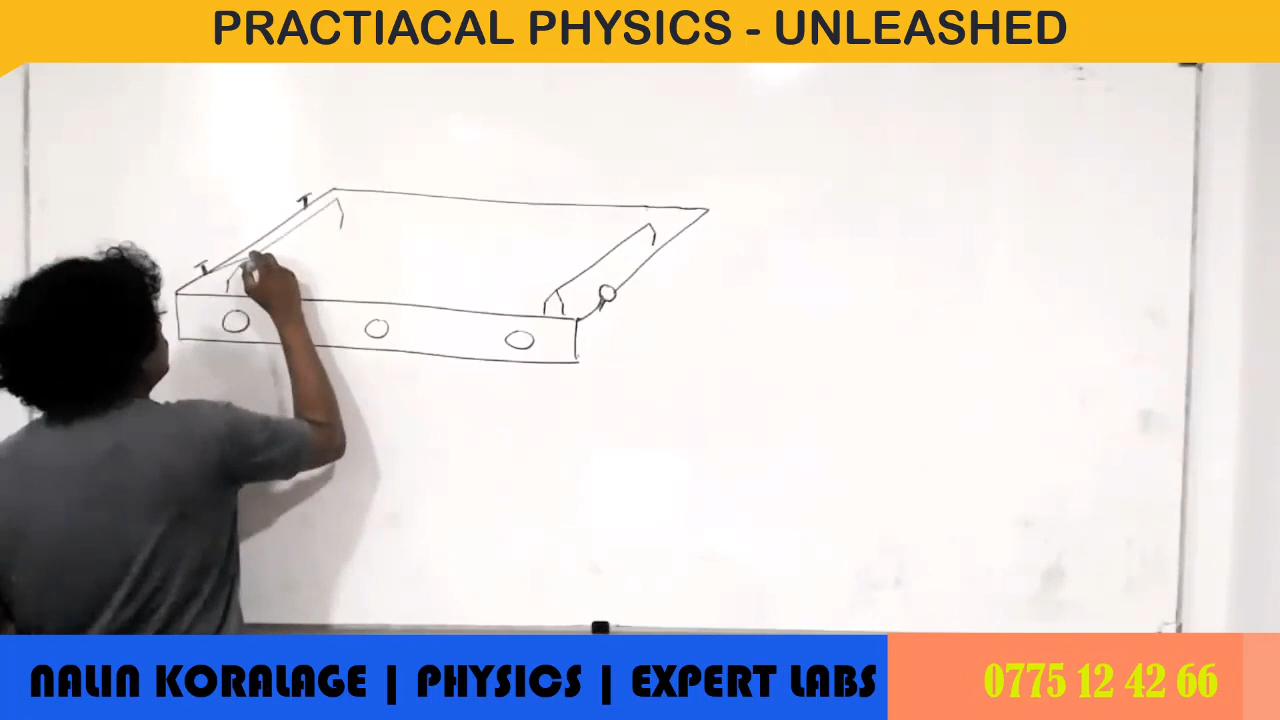 PRACTIACAL PHYSICS - UNLEASHED
NALIN KORALAGE | PHYSICS | EXPERT LABS
0775 12 42 66